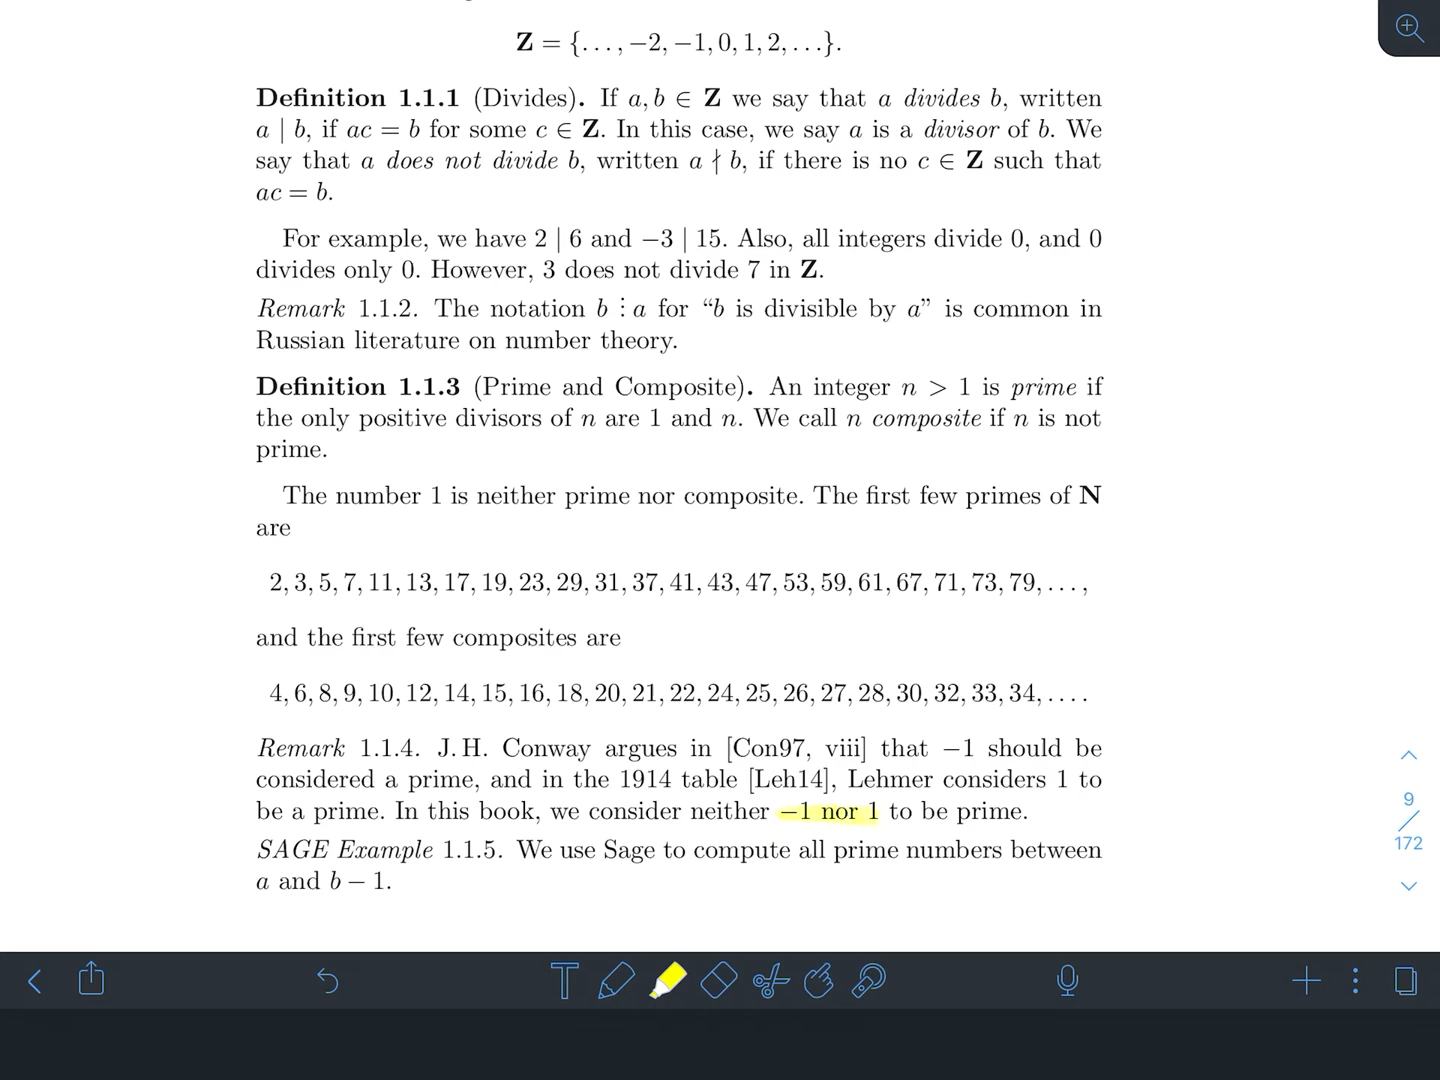 Z = {…, −2, −1, 0, 1, 2, …}.
Definition 1.1.1 (Divides). If a, b ∈ Z we say that a divides b, written
a | b, if ac = b for some c ∈ Z. In this case, we say a is a divisor of b. We
say that a does not divide b, written a ∤ b, if there is no c ∈ Z such that
ac = b.
For example, we have 2 | 6 and −3 | 15. Also, all integers divide 0, and 0
divides only 0. However, 3 does not divide 7 in Z.
Remark 1.1.2. The notation b ⋮ a for “b is divisible by a” is common in
Russian literature on number theory.
Definition 1.1.3 (Prime and Composite). An integer n > 1 is prime if
the only positive divisors of n are 1 and n. We call n composite if n is not
prime.
The number 1 is neither prime nor composite. The first few primes of N
are
2, 3, 5, 7, 11, 13, 17, 19, 23, 29, 31, 37, 41, 43, 47, 53, 59, 61, 67, 71, 73, 79, …,
and the first few composites are
4, 6, 8, 9, 10, 12, 14, 15, 16, 18, 20, 21, 22, 24, 25, 26, 27, 28, 30, 32, 33, 34, ….
Remark 1.1.4. J. H. Conway argues in [Con97, viii] that −1 should be
considered a prime, and in the 1914 table [Leh14], Lehmer considers 1 to
be a prime. In this book, we consider neither −1 nor 1 to be prime.
SAGE Example 1.1.5. We use Sage to compute all prime numbers between
a and b − 1.
9
172